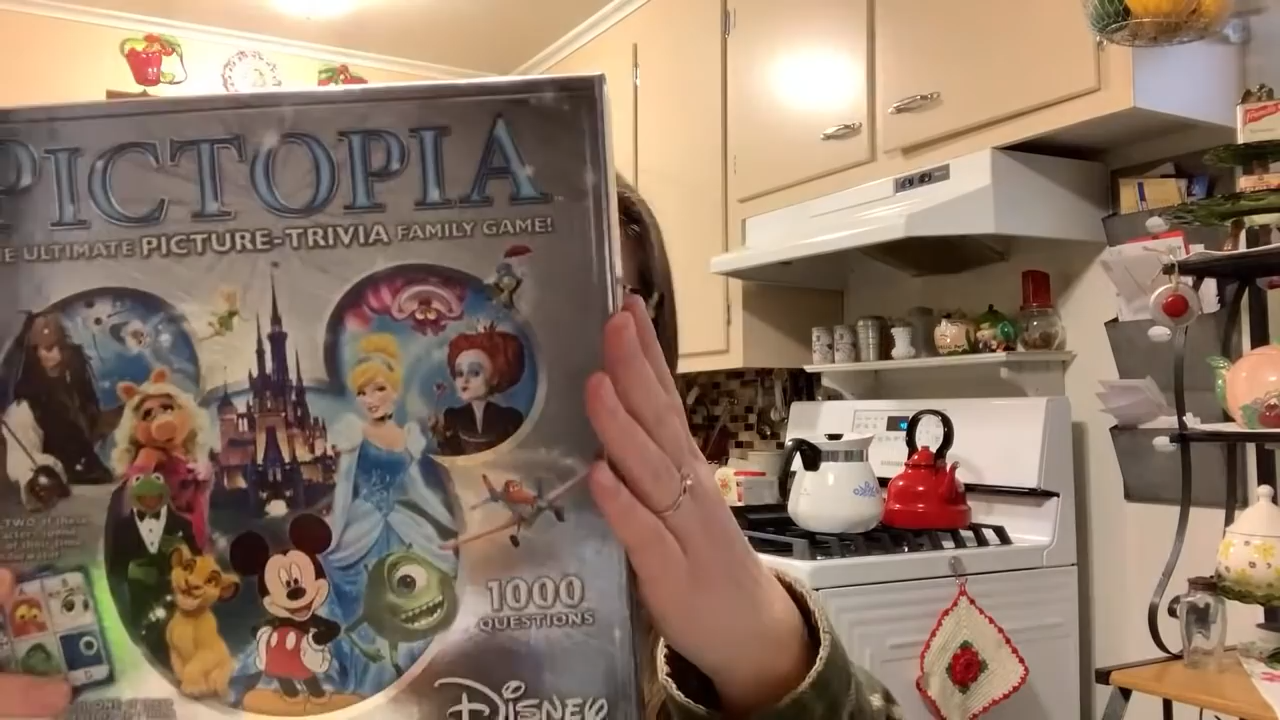 PICTOPIA
THE ULTIMATE PICTURE-TRIVIA FAMILY GAME!
1000
QUESTIONS
DISNEY